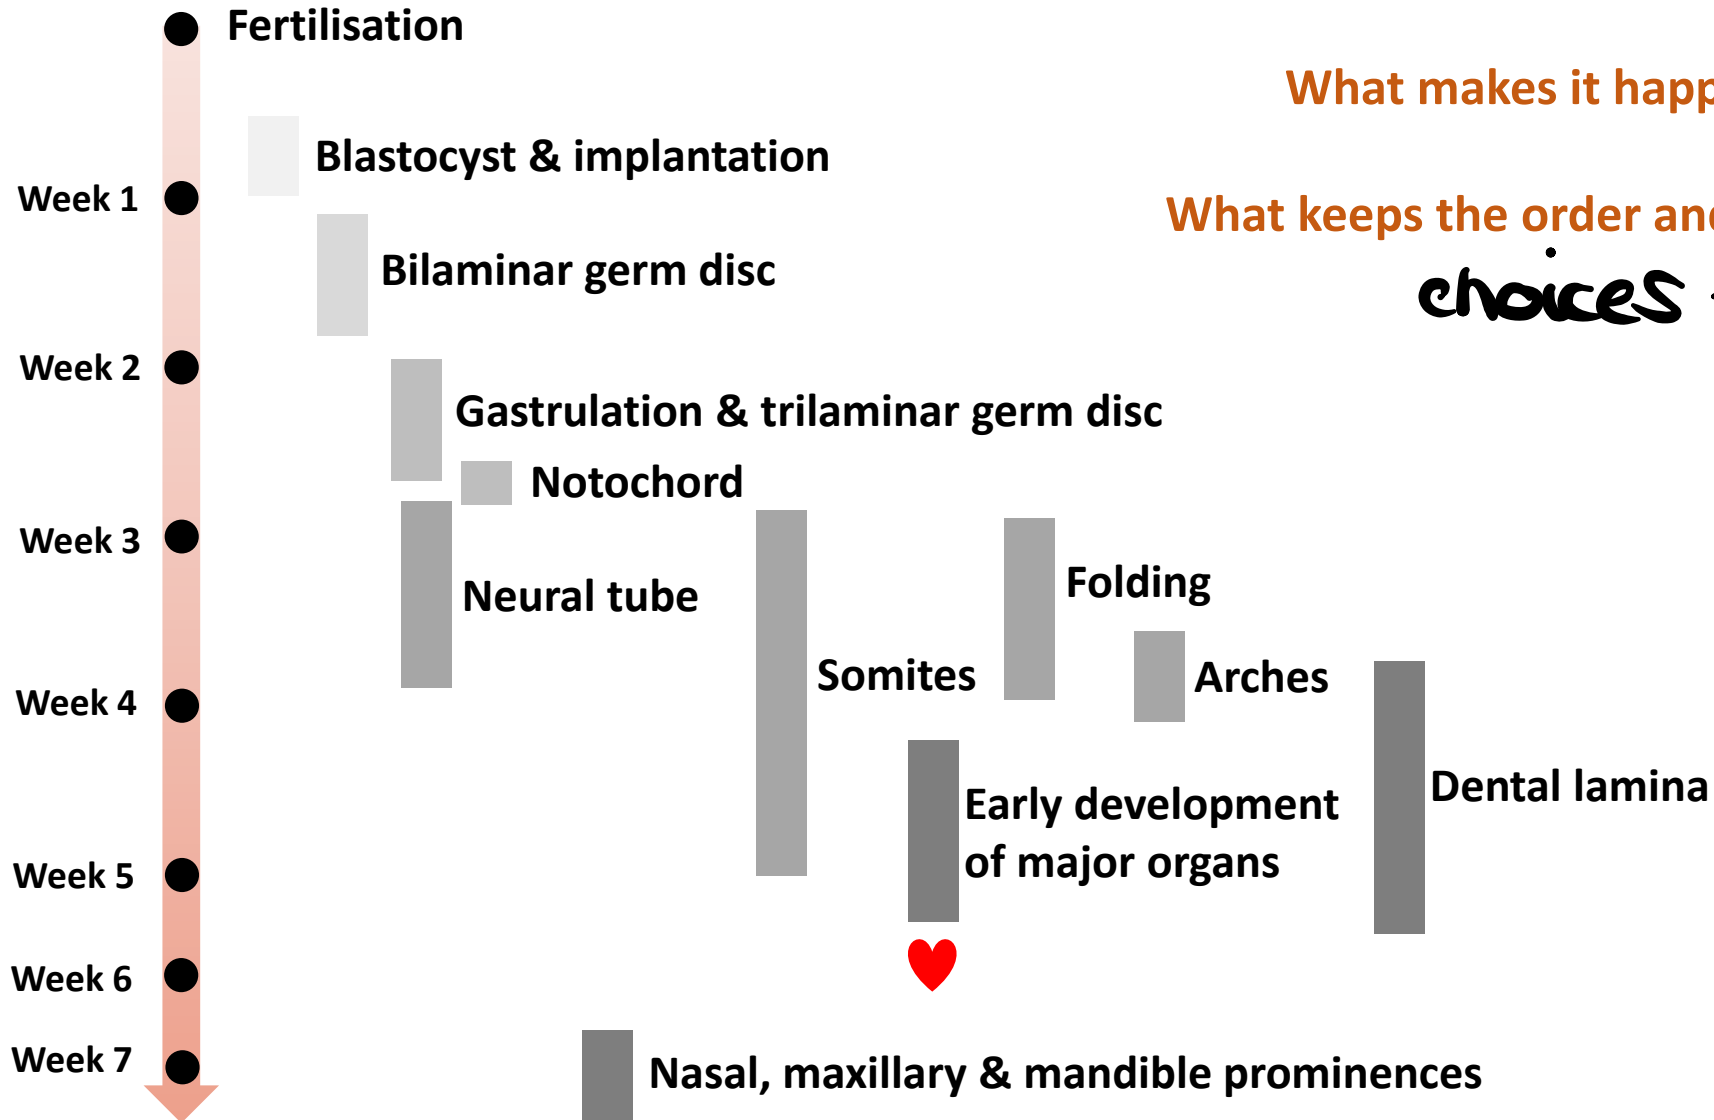 Fertilisation
What makes it happ
Blastocyst & implantation
Week 1
What keeps the order and
choices
Bilaminar germ disc
Week 2
Gastrulation & trilaminar germ disc
Notochord
Week 3
Folding
Neural tube
Somites
Arches
Week 4
Dental lamina
Early development
of major organs
Week 5
Week 6
Week 7
Nasal, maxillary & mandible prominences